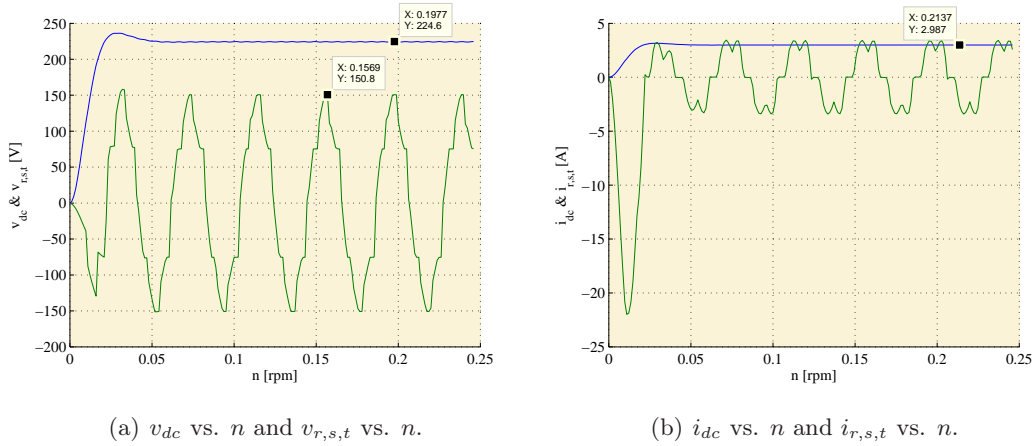 X: 0.1977
Y: 224.6
X: 0.1569
Y: 150.8
250
200
150
100
50
0
−50
−100
−150
−200
v_dc & v_r,s,t [V]
0
0.05
0.1
0.15
0.2
0.25
n [rpm]
(a) v_dc vs. n and v_r,s,t vs. n.
X: 0.2137
Y: 2.987
5
0
−5
−10
−15
−20
−25
i_dc & i_r,s,t [A]
0
0.05
0.1
0.15
0.2
0.25
n [rpm]
(b) i_dc vs. n and i_r,s,t vs. n.